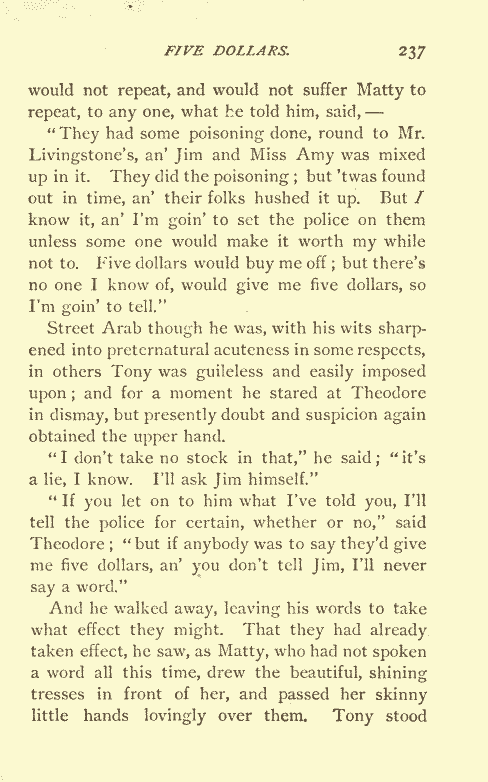 FIVE DOLLARS. 237
would not repeat, and would not suffer Matty to
repeat, to any one, what he told him, said, —
“They had some poisoning done, round to Mr.
Livingstone's, an' Jim and Miss Amy was mixed
up in it. They did the poisoning; but 'twas found
out in time, an' their folks hushed it up. But I
know it, an' I'm goin' to set the police on them
unless some one would make it worth my while
not to. Five dollars would buy me off; but there's
no one I know of, would give me five dollars, so
I'm goin' to tell.”
Street Arab though he was, with his wits sharp-
ened into preternatural acuteness in some respects,
in others Tony was guileless and easily imposed
upon; and for a moment he stared at Theodore
in dismay, but presently doubt and suspicion again
obtained the upper hand.
“I don't take no stock in that,” he said; “it's
a lie, I know. I'll ask Jim himself.”
“If you let on to him what I've told you, I'll
tell the police for certain, whether or no,” said
Theodore; “but if anybody was to say they'd give
me five dollars, an' you don't tell Jim, I'll never
say a word.”
And he walked away, leaving his words to take
what effect they might. That they had already
taken effect, he saw, as Matty, who had not spoken
a word all this time, drew the beautiful, shining
tresses in front of her, and passed her skinny
little hands lovingly over them. Tony stood